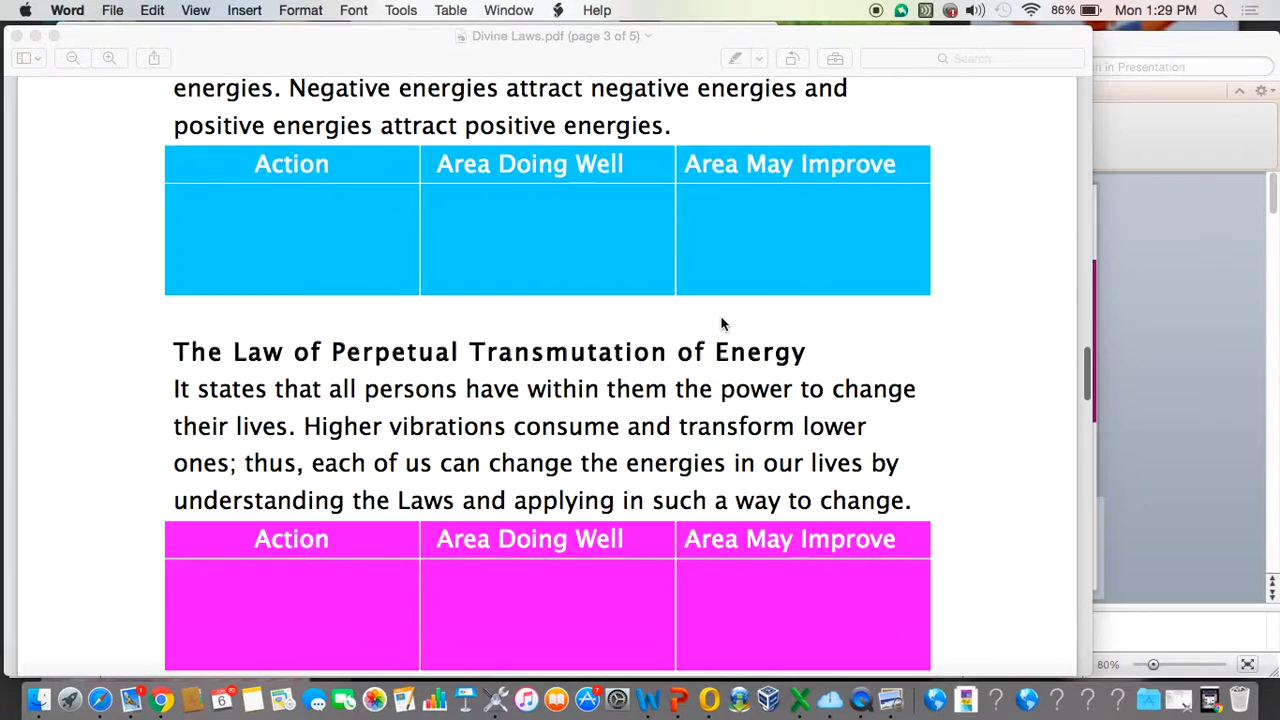 Word File Edit View Insert Format Font Tools Table Window Help 86% Mon 1:29 PM
Divine Laws.pdf (page 3 of 5)
Search
n in Presentation
energies. Negative energies attract negative energies and
positive energies attract positive energies.
Action Area Doing Well Area May Improve
The Law of Perpetual Transmutation of Energy
It states that all persons have within them the power to change
their lives. Higher vibrations consume and transform lower
ones; thus, each of us can change the energies in our lives by
understanding the Laws and applying in such a way to change.
Action Area Doing Well Area May Improve
80%